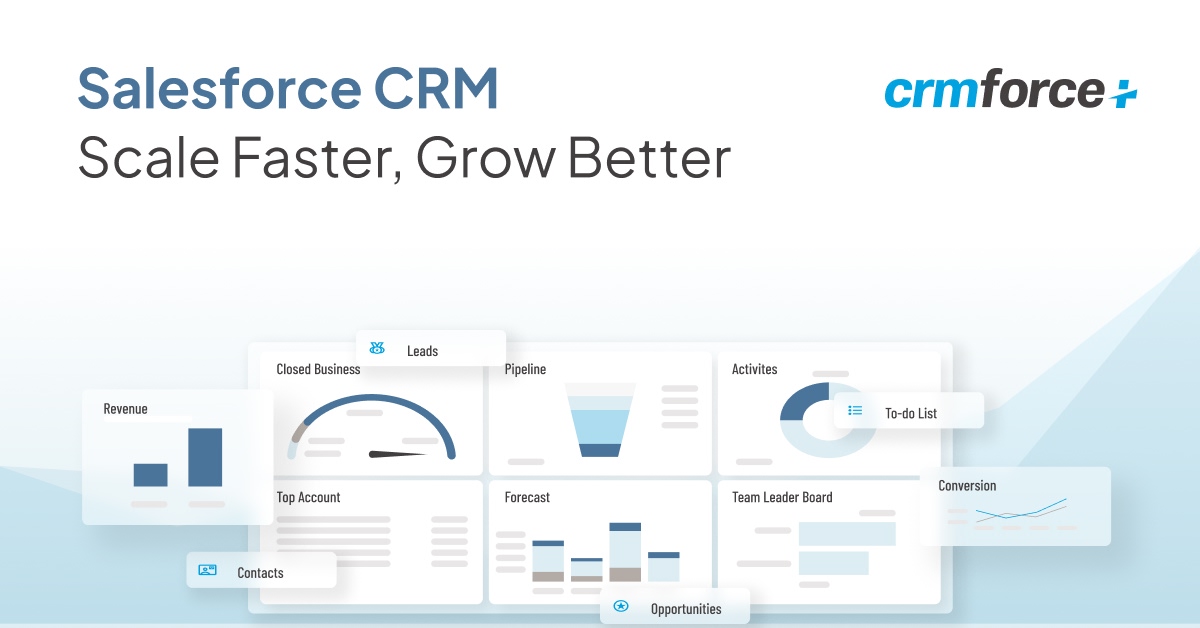 Salesforce CRM
Scale Faster, Grow Better
crmforce
Leads
Closed Business
Pipeline
Activites
Revenue
To-do List
Top Account
Forecast
Team Leader Board
Conversion
Contacts
Opportunities